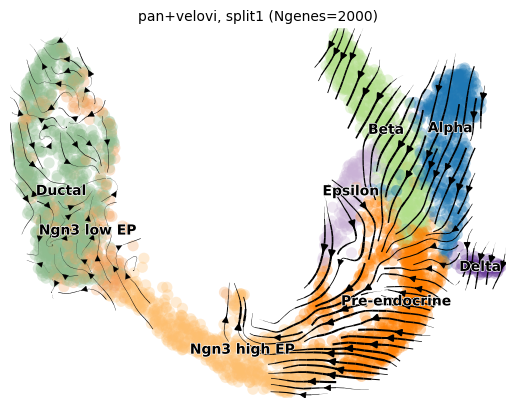 pan+velovi, split1 (Ngenes=2000)
Beta
Alpha
Ductal
Epsilon
Ngn3 low EP
Delta
Pre-endocrine
Ngn3 high EP